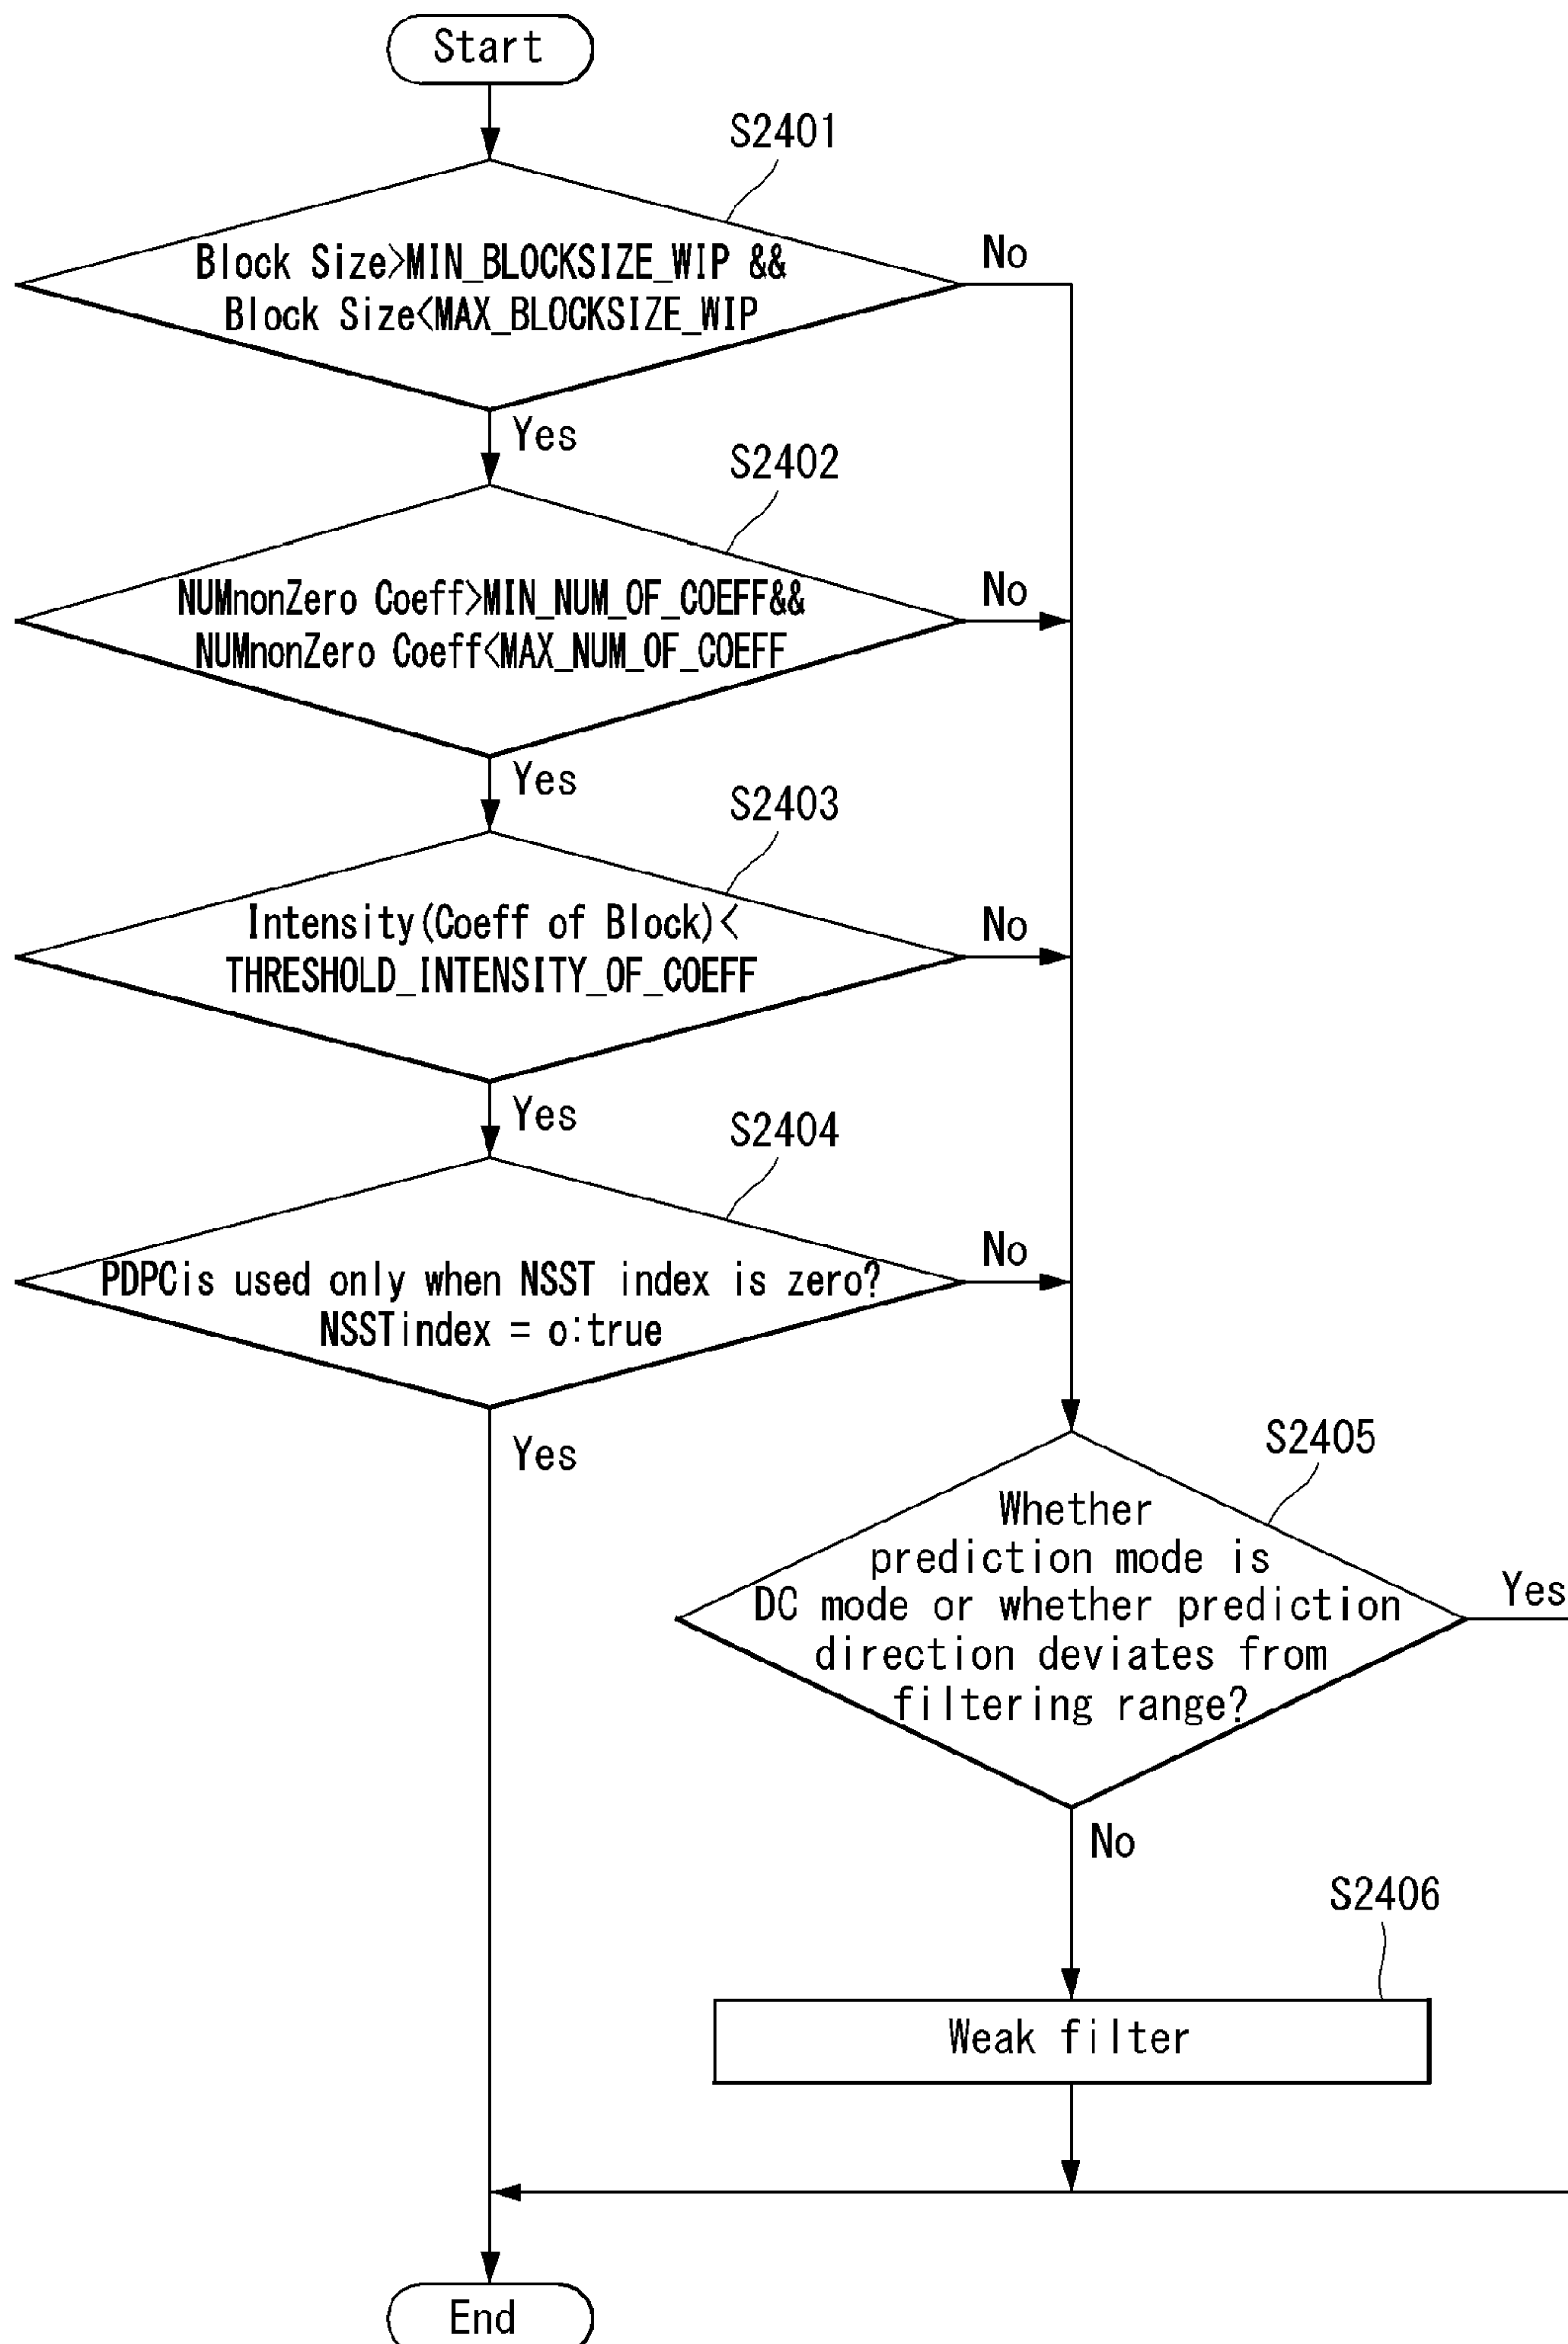 Start
S2401
Block Size>MIN_BLOCKSIZE_WIP &&
Block Size<MAX_BLOCKSIZE_WIP
No
Yes
S2402
NUMnonZero Coeff>MIN_NUM_OF_COEFF&&
NUMnonZero Coeff<MAX_NUM_OF_COEFF
No
Yes
S2403
Intensity(Coeff of Block)<
THRESHOLD_INTENSITY_OF_COEFF
No
Yes
S2404
PDPCis used only when NSST index is zero?
NSSTindex = o:true
No
Yes
S2405
Whether
prediction mode is
DC mode or whether prediction
direction deviates from
filtering range?
Yes
No
S2406
Weak filter
End